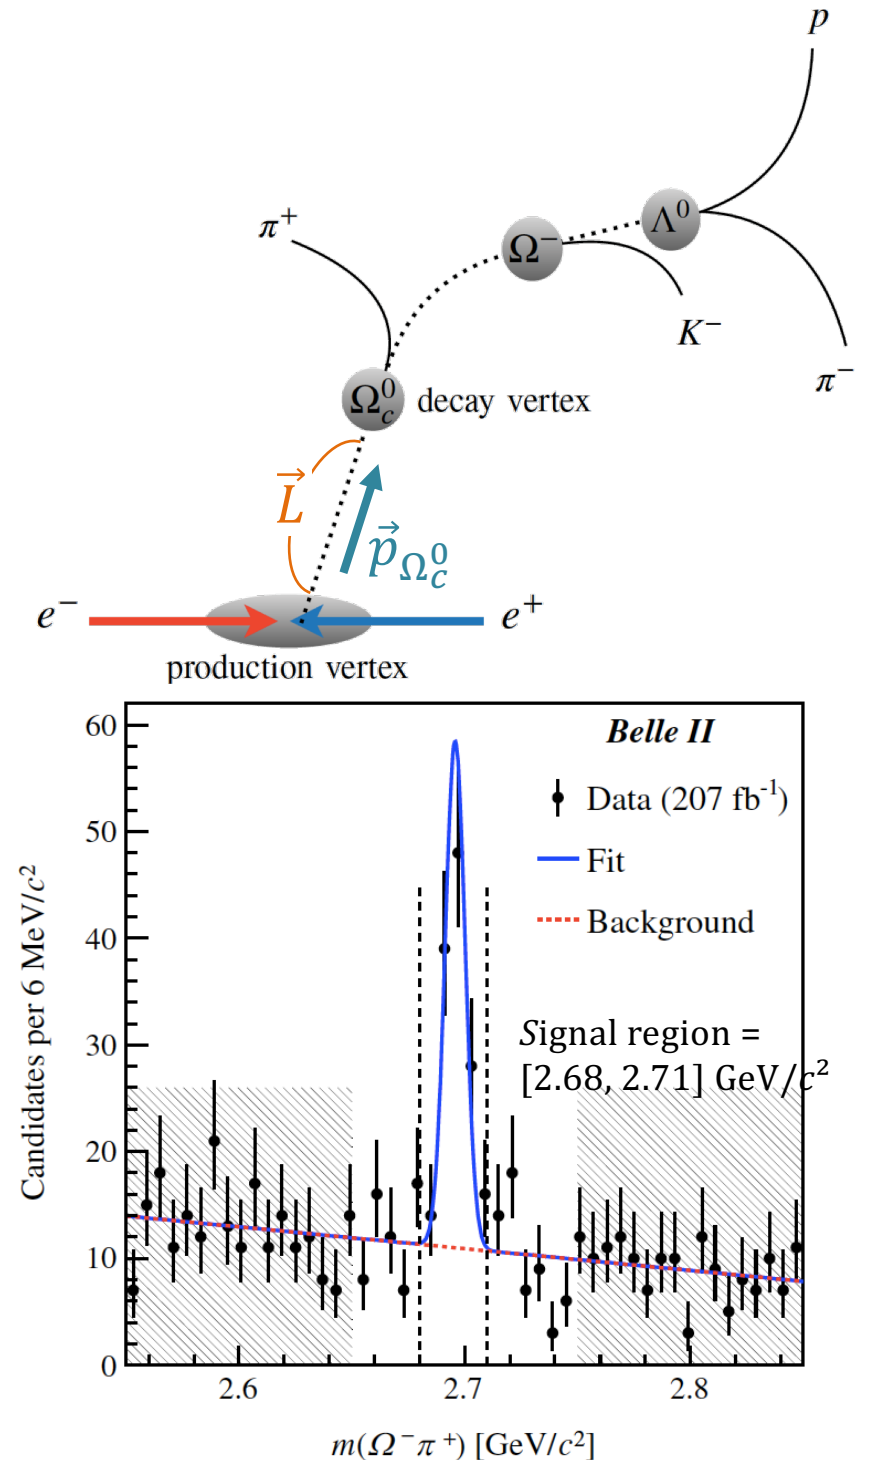 p
π⁺
Ω⁻
Λ⁰
K⁻
π⁻
Ω_c⁰ decay vertex
L⃗
p⃗_Ω_c⁰
e⁻
e⁺
production vertex
60
Belle II
Data (207 fb⁻¹)
50
Fit
Background
40
Candidates per 6 MeV/c²
30
Signal region =
[2.68, 2.71] GeV/c²
20
10
0
2.6 2.7 2.8
m(Ω⁻π⁺) [GeV/c²]